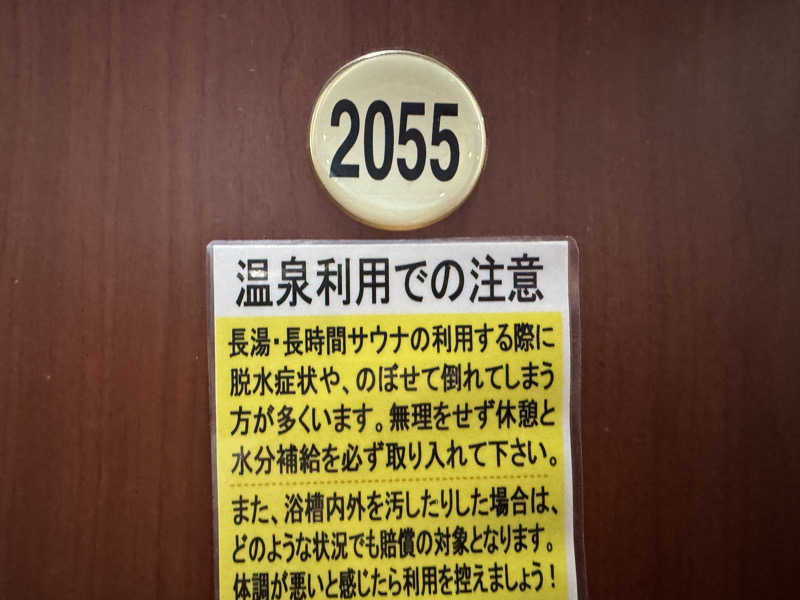 2055
温泉利用での注意
長湯・長時間サウナの利用する際に
脱水症状や、のぼせて倒れてしまう
方が多くいます。無理をせず休憩と
水分補給を必ず取り入れて下さい。
また、浴槽内外を汚したりした場合は、
どのような状況でも賠償の対象となります。
体調が悪いと感じたら利用を控えましょう！